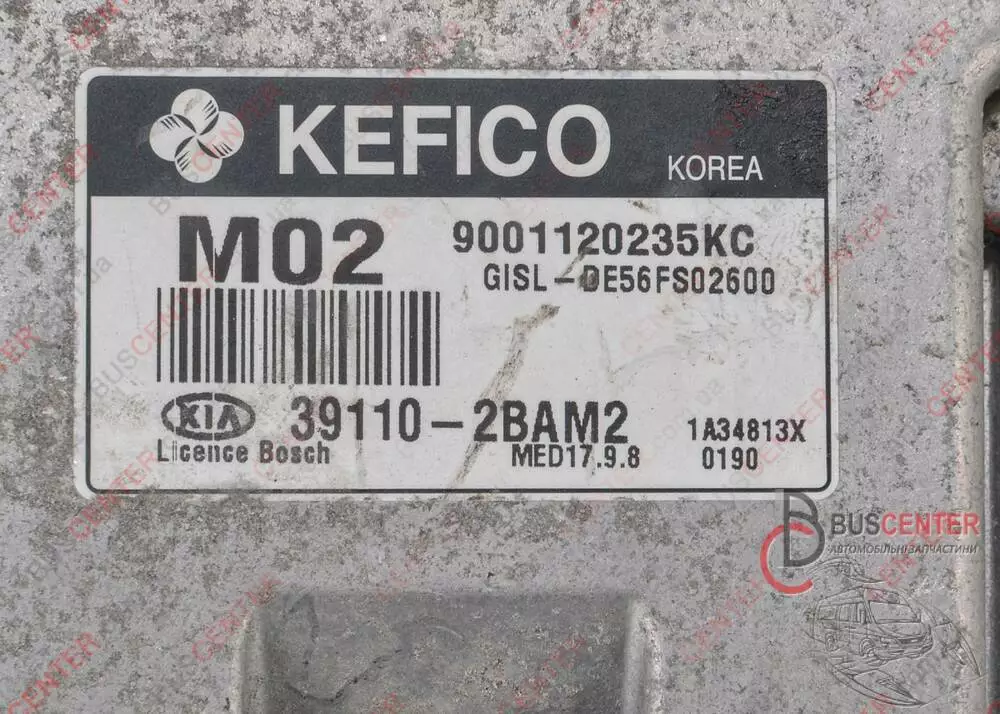 KEFICO
KOREA
M02
9001120235KC
GISL-DE56FS02600
KIA
39110-2BAM2
1A34813X
Licence Bosch
MED17.9.8
0190
BUSCENTER
АВТОМОБІЛЬНІ ЗАПЧАСТИНИ